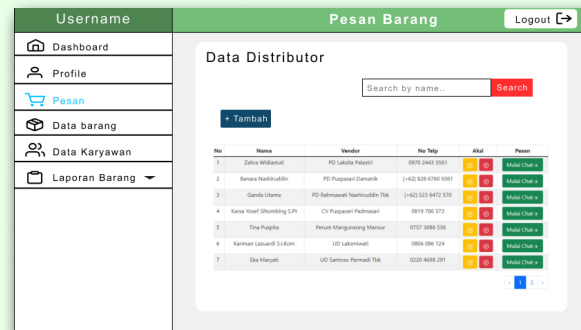 Username
Pesan Barang
Logout
Dashboard
Profile
Pesan
Data barang
Data Karyawan
Laporan Barang
Data Distributor
Search by name..
Search
+ Tambah
No Nama Vendor No Telp Aksi Pesan
1 Zahra Widiastuti PD Laksita Palastri 0970 2443 3561 Mulai Chat
2 Banara Nashiruddin PD Puspasari Damanik (+62) 828 6760 9361 Mulai Chat
3 Ganda Utama PD Rahmawati Nashiruddin Tbk (+62) 523 6472 570 Mulai Chat
4 Karsa Yosef Sihombing S.Pt CV Puspasari Padmasari 0819 786 573 Mulai Chat
5 Tina Puspita Perum Mangunsong Mansur 0757 3086 536 Mulai Chat
6 Kariman Lazuardi S.I.Kom UD Lakoniwati 0806 086 124 Mulai Chat
7 Eka Maryati UD Santoso Permadi Tbk 0220 4690 291 Mulai Chat
‹ 1 2 ›